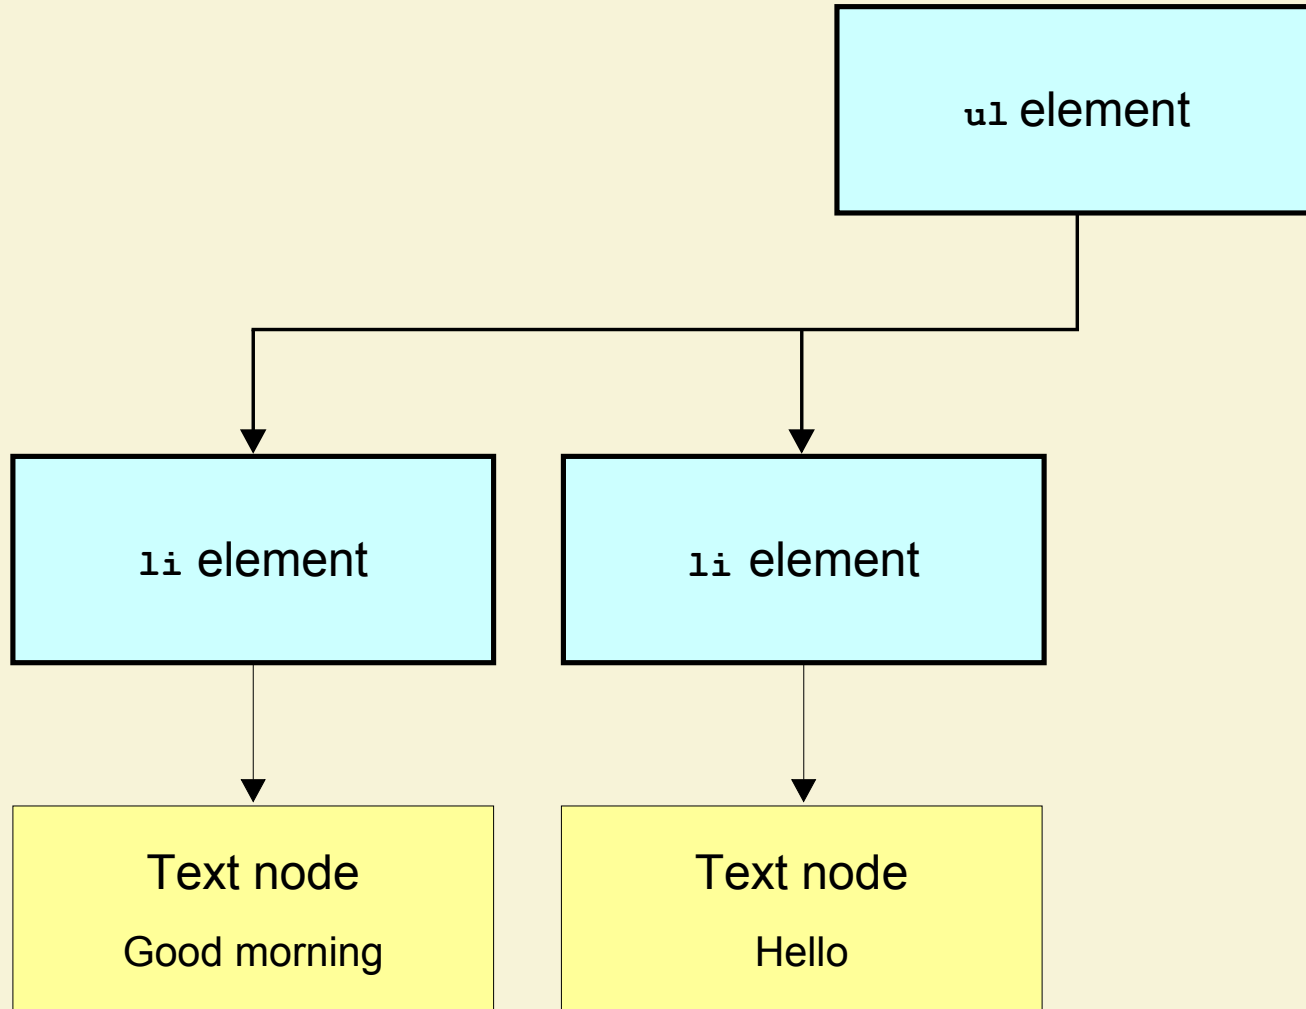 ul element
li element
li element
Text node
Good morning
Text node
Hello